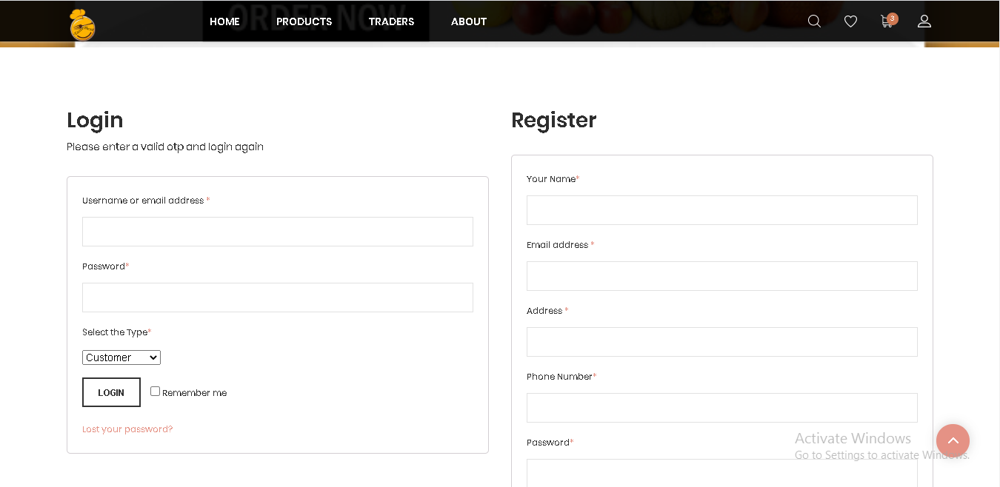 ORDER NOW
HOME PRODUCTS TRADERS ABOUT
3
Login
Please enter a valid otp and login again
Username or email address *
Password*
Select the Type*
Customer
LOGIN Remember me
Lost your password?
Register
Your Name*
Email address *
Address *
Phone Number*
Password*
Activate Windows
Go to Settings to activate Windows.